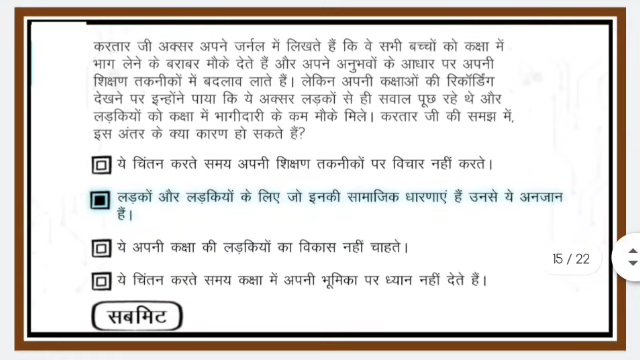 करतार जी अक्सर अपने जर्नल में लिखते हैं कि वे सभी बच्चों को कक्षा में
भाग लेने के बराबर मौके देते हैं और अपने अनुभवों के आधार पर अपनी
शिक्षण तकनीकों में बदलाव लाते हैं। लेकिन अपनी कक्षाओं की रिकॉर्डिंग
देखने पर इन्होंने पाया कि ये अक्सर लड़कों से ही सवाल पूछ रहे थे और
लड़कियों को कक्षा में भागीदारी के कम मौके मिले। करतार जी की समझ में,
इस अंतर के क्या कारण हो सकते हैं?
ये चिंतन करते समय अपनी शिक्षण तकनीकों पर विचार नहीं करते।
लड़कों और लड़कियों के लिए जो इनकी सामाजिक धारणाएं हैं उनसे ये अनजान
हैं।
ये अपनी कक्षा की लड़कियों का विकास नहीं चाहते।
15 / 22
ये चिंतन करते समय कक्षा में अपनी भूमिका पर ध्यान नहीं देते हैं।
सबमिट